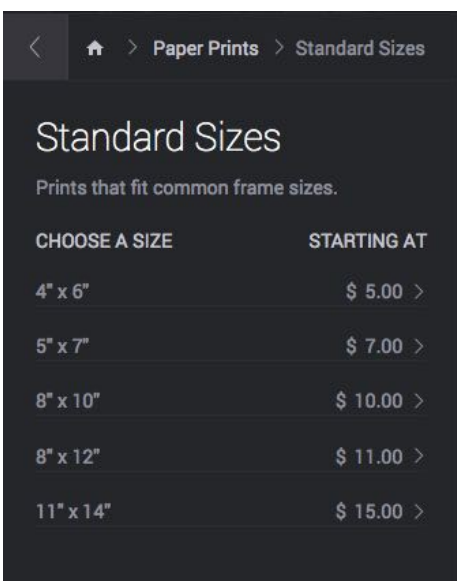 Paper Prints > Standard Sizes
Standard Sizes
Prints that fit common frame sizes.
CHOOSE A SIZE STARTING AT
4" x 6" $ 5.00 >
5" x 7" $ 7.00 >
8" x 10" $ 10.00 >
8" x 12" $ 11.00 >
11" x 14" $ 15.00 >